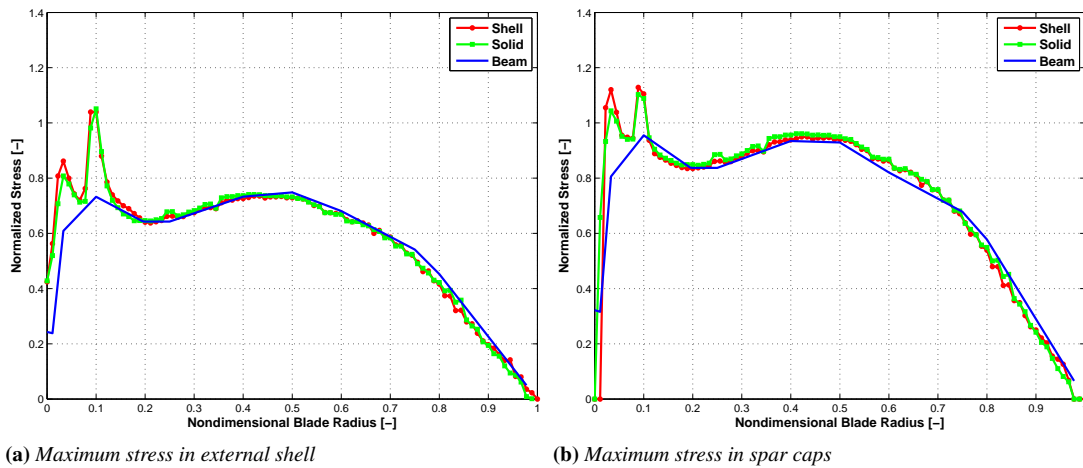 Normalized Stress [−]
1.4
1.2
1
0.8
0.6
0.4
0.2
0
Shell
Solid
Beam
0 0.1 0.2 0.3 0.4 0.5 0.6 0.7 0.8 0.9 1
Nondimensional Blade Radius [−]
(a) Maximum stress in external shell
Normalized Stress [−]
1.4
1.2
1
0.8
0.6
0.4
0.2
0
Shell
Solid
Beam
0 0.1 0.2 0.3 0.4 0.5 0.6 0.7 0.8 0.9
Nondimensional Blade Radius [−]
(b) Maximum stress in spar caps